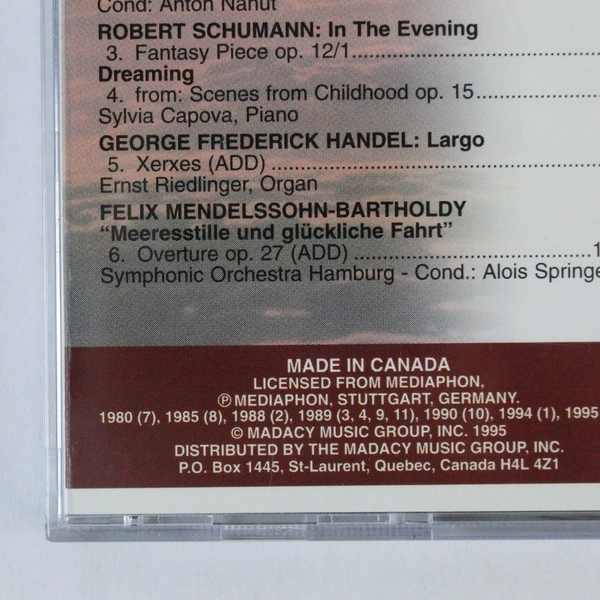 Cond: Anton Nanut
ROBERT SCHUMANN: In The Evening
3. Fantasy Piece op. 12/1
Dreaming
4. from: Scenes from Childhood op. 15
Sylvia Capova, Piano
GEORGE FREDERICK HANDEL: Largo
5. Xerxes (ADD)
Ernst Riedlinger, Organ
FELIX MENDELSSOHN-BARTHOLDY
“Meeresstille und glückliche Fahrt”
6. Overture op. 27 (ADD)
Symphonic Orchestra Hamburg - Cond.: Alois Springe
MADE IN CANADA
LICENSED FROM MEDIAPHON,
℗ MEDIAPHON, STUTTGART, GERMANY.
1980 (7), 1985 (8), 1988 (2), 1989 (3, 4, 9, 11), 1990 (10), 1994 (1), 1995
© MADACY MUSIC GROUP, INC. 1995
DISTRIBUTED BY THE MADACY MUSIC GROUP, INC.
P.O. Box 1445, St-Laurent, Quebec, Canada H4L 4Z1